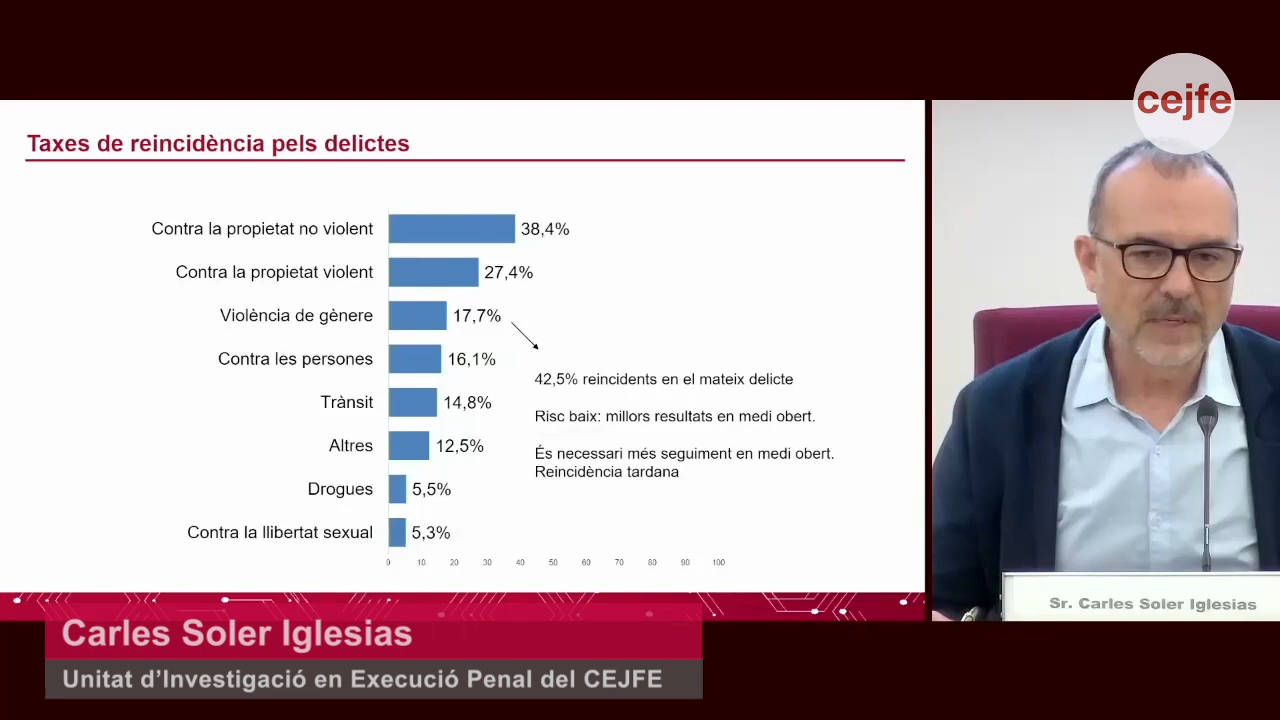 cejfe
Taxes de reincidència pels delictes
Contra la propietat no violent 38,4%
Contra la propietat violent 27,4%
Violència de gènere 17,7%
Contra les persones 16,1%
42,5% reincidents en el mateix delicte
Trànsit 14,8%
Risc baix: millors resultats en medi obert.
Altres 12,5%
És necessari més seguiment en medi obert.
Reincidència tardana
Drogues 5,5%
Contra la llibertat sexual 5,3%
0 10 20 30 40 50 60 70 80 90 100
Sr. Carles Soler Iglesias
Carles Soler Iglesias
Unitat d’Investigació en Execució Penal del CEJFE